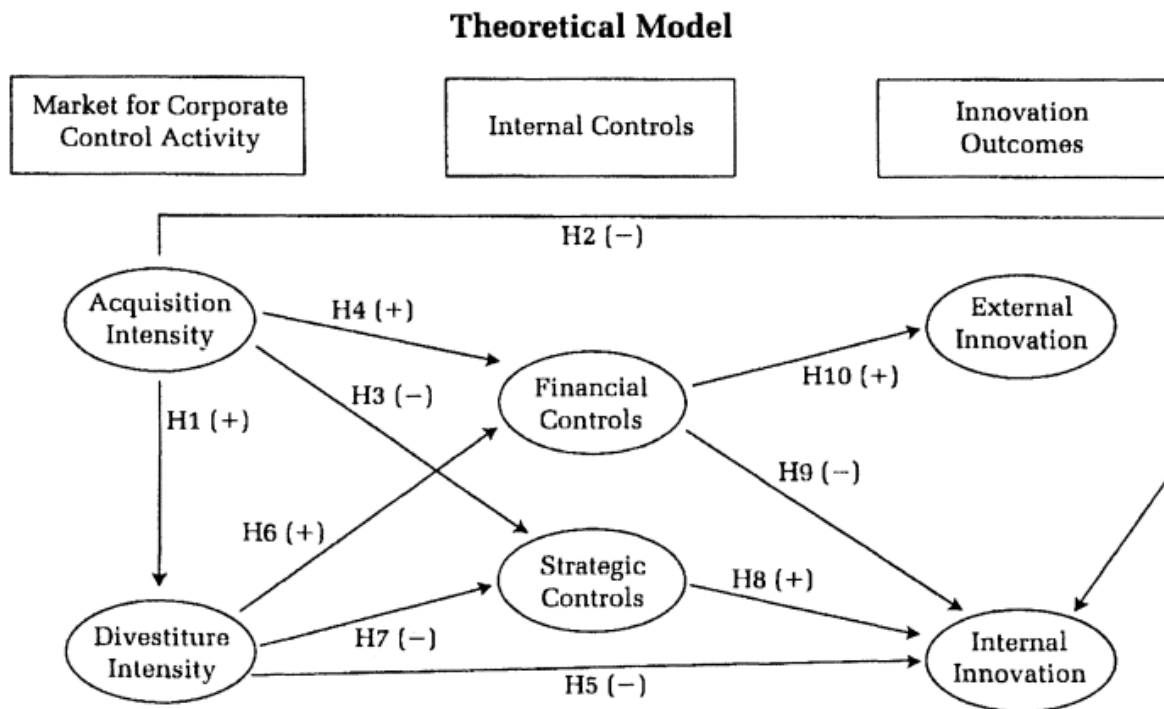 Theoretical Model
Market for Corporate
Control Activity
Internal Controls
Innovation
Outcomes
H2 (−)
Acquisition
Intensity
H4 (+)
External
Innovation
H10 (+)
H3 (−)
Financial
Controls
H1 (+)
H9 (−)
H6 (+)
Strategic
Controls
H8 (+)
Divestiture
Intensity
H7 (−)
Internal
Innovation
H5 (−)